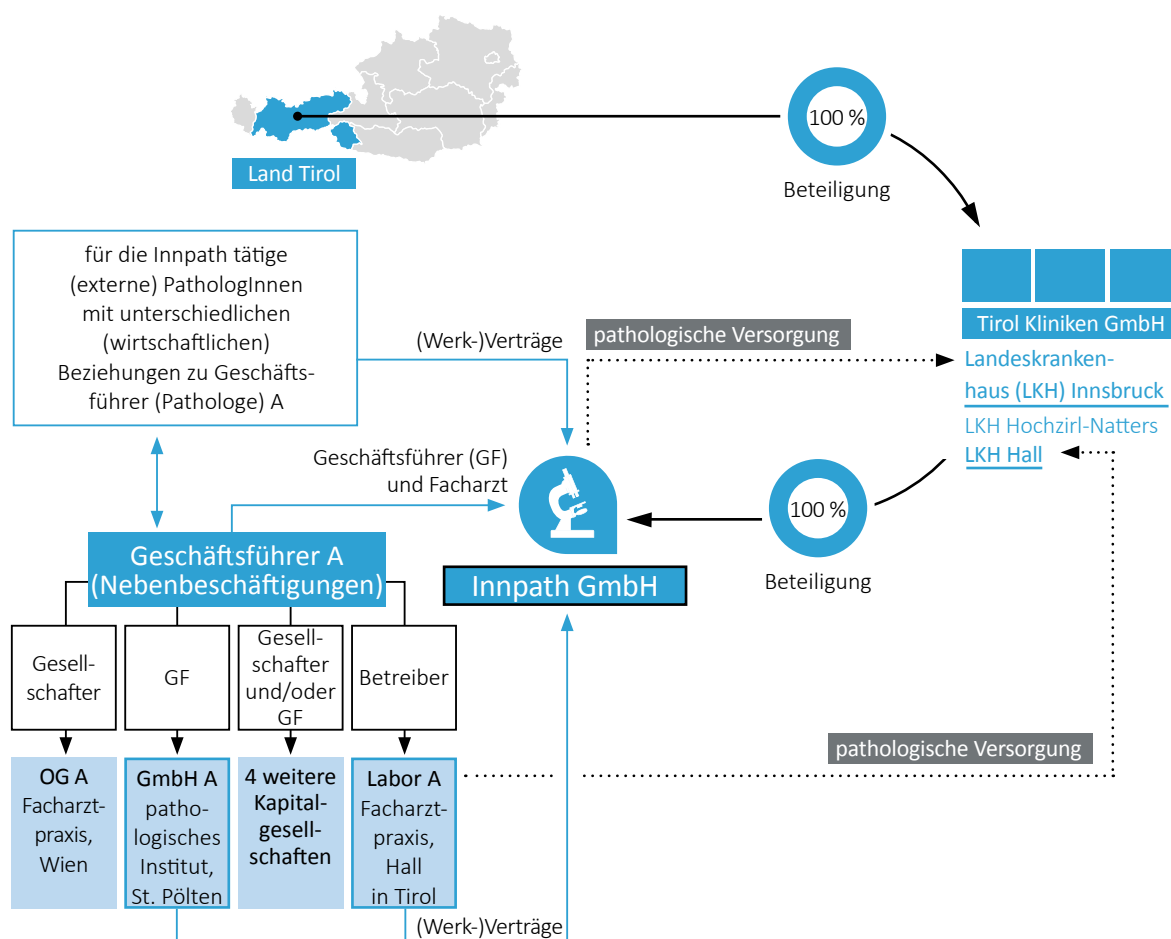 100 %
Land Tirol
Beteiligung
für die Innpath tätige
(externe) PathologInnen
mit unterschiedlichen
(wirtschaftlichen)
Beziehungen zu Geschäfts-
führer (Pathologe) A
(Werk-)Verträge
pathologische Versorgung
Tirol Kliniken GmbH
Landeskranken-
haus (LKH) Innsbruck
LKH Hochzirl-Natters
LKH Hall
Geschäftsführer (GF)
und Facharzt
100 %
Beteiligung
Innpath GmbH
Geschäftsführer A
(Nebenbeschäftigungen)
Gesell-
schafter
GF
Gesell-
schafter
und/oder
GF
Betreiber
pathologische Versorgung
OG A
Facharzt-
praxis,
Wien
GmbH A
patho-
logisches
Institut,
St. Pölten
4 weitere
Kapital-
gesell-
schaften
Labor A
Facharzt-
praxis,
Hall
in Tirol
(Werk-)Verträge